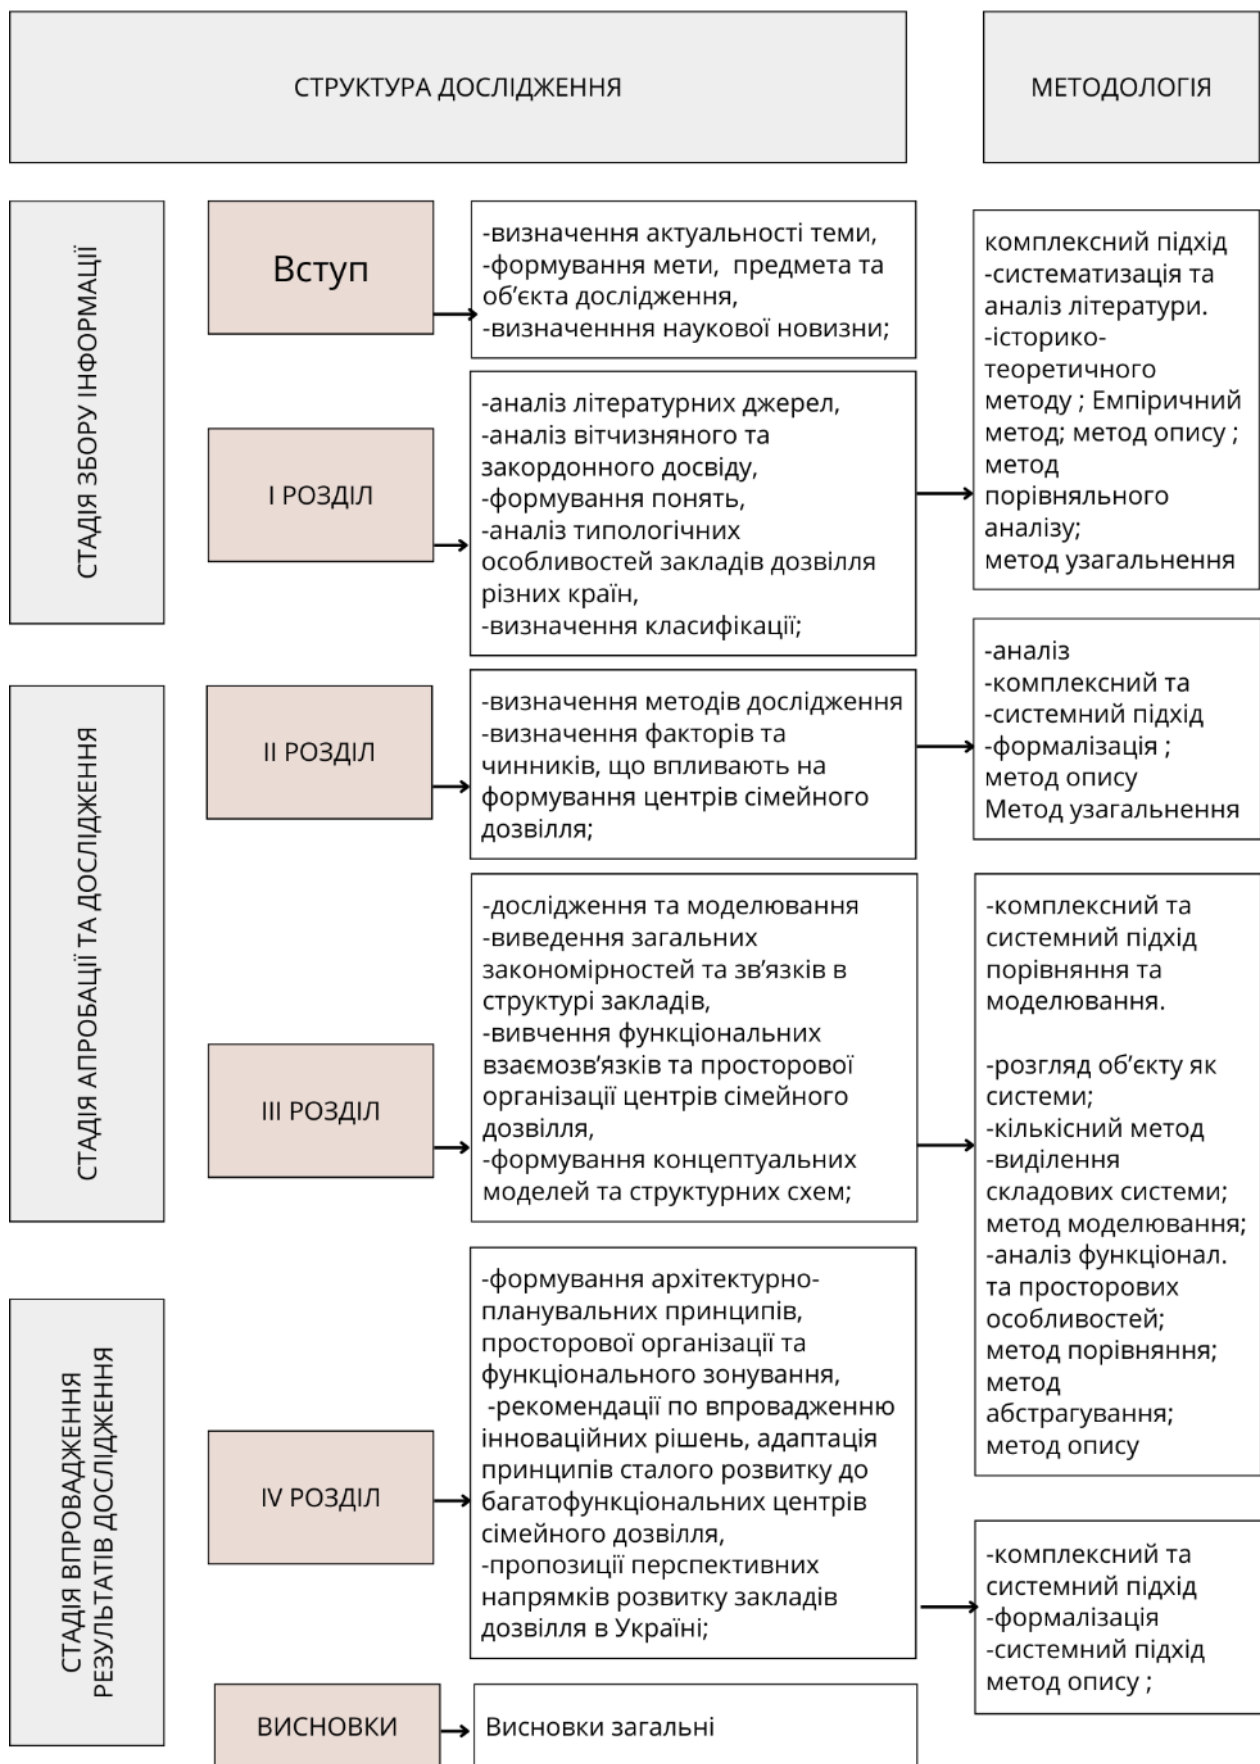 СТРУКТУРА ДОСЛІДЖЕННЯ
МЕТОДОЛОГІЯ
СТАДІЯ ЗБОРУ ІНФОРМАЦІЇ
Вступ
-визначення актуальності теми,
-формування мети,  предмета та
об’єкта дослідження,
-визначенння наукової новизни;
І РОЗДІЛ
-аналіз літературних джерел,
-аналіз вітчизняного та
закордонного досвіду,
-формування понять,
-аналіз типологічних
особливостей закладів дозвілля
різних країн,
-визначення класифікації;
комплексний підхід
-систематизація та
аналіз літератури.
-історико-
теоретичного
методу ; Емпіричний
метод; метод опису ;
метод
порівняльного
аналізу;
метод узагальнення
СТАДІЯ АПРОБАЦІЇ ТА ДОСЛІДЖЕННЯ
ІІ РОЗДІЛ
-визначення методів дослідження
-визначення факторів та
чинників, що впливають на
формування центрів сімейного
дозвілля;
-аналіз
-комплексний та
-системний підхід
-формалізація ;
метод опису
Метод узагальнення
ІІІ РОЗДІЛ
-дослідження та моделювання
-виведення загальних
закономірностей та зв’язків в
структурі закладів,
-вивчення функціональних
взаємозв’язків та просторової
організації центрів сімейного
дозвілля,
-формування концептуальних
моделей та структурних схем;
-комплексний та
системний підхід
порівняння та
моделювання.
-розгляд об’єкту як
системи;
-кількісний метод
-виділення
складових системи;
метод моделювання;
-аналіз функціонал.
та просторових
особливостей;
метод порівняння;
метод
абстрагування;
метод опису
СТАДІЯ ВПРОВАДЖЕННЯ
РЕЗУЛЬТАТІВ ДОСЛІДЖЕННЯ
IV РОЗДІЛ
-формування архітектурно-
планувальних принципів,
просторової організації та
функціонального зонування,
-рекомендації по впровадженню
інноваційних рішень, адаптація
принципів сталого розвитку до
багатофункціональних центрів
сімейного дозвілля,
-пропозиції перспективних
напрямків розвитку закладів
дозвілля в Україні;
-комплексний та
системний підхід
-формалізація
-системний підхід
метод опису ;
ВИСНОВКИ
Висновки загальні